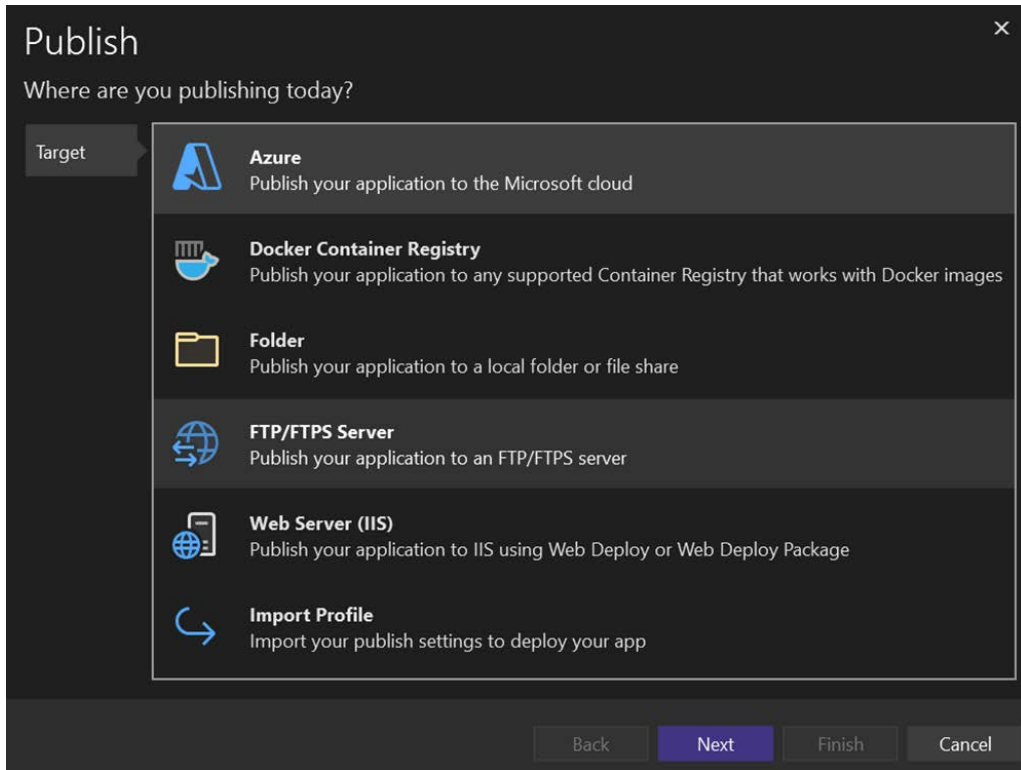 Publish
Where are you publishing today?
Target
Azure
Publish your application to the Microsoft cloud
Docker Container Registry
Publish your application to any supported Container Registry that works with Docker images
Folder
Publish your application to a local folder or file share
FTP/FTPS Server
Publish your application to an FTP/FTPS server
Web Server (IIS)
Publish your application to IIS using Web Deploy or Web Deploy Package
Import Profile
Import your publish settings to deploy your app
Back
Next
Finish
Cancel